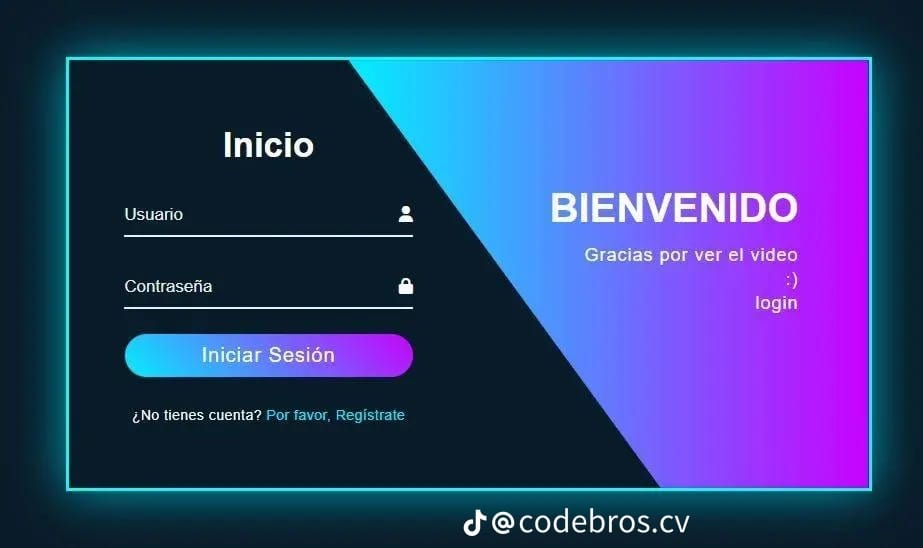 Inicio
Usuario
Contraseña
Iniciar Sesión
¿No tienes cuenta? Por favor, Regístrate
BIENVENIDO
Gracias por ver el video
:)
login
@codebros.cv